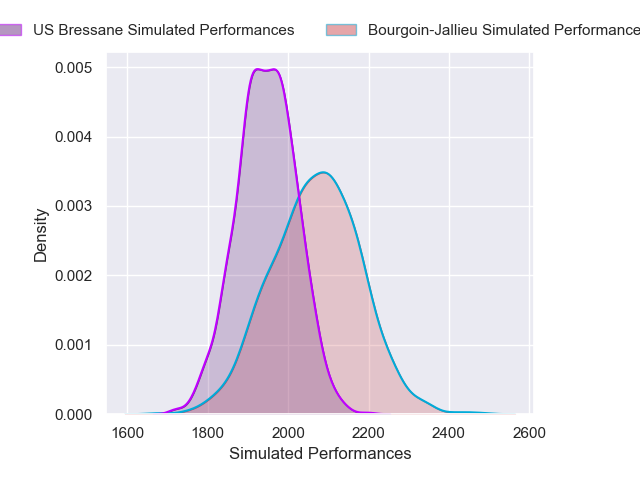 US Bressane Simulated Performances Bourgoin-Jallieu Simulated Performance
0.005
0.004
0.003
0.002
0.001
0.000
Density
1600 1800 2000 2200 2400 2600
Simulated Performances